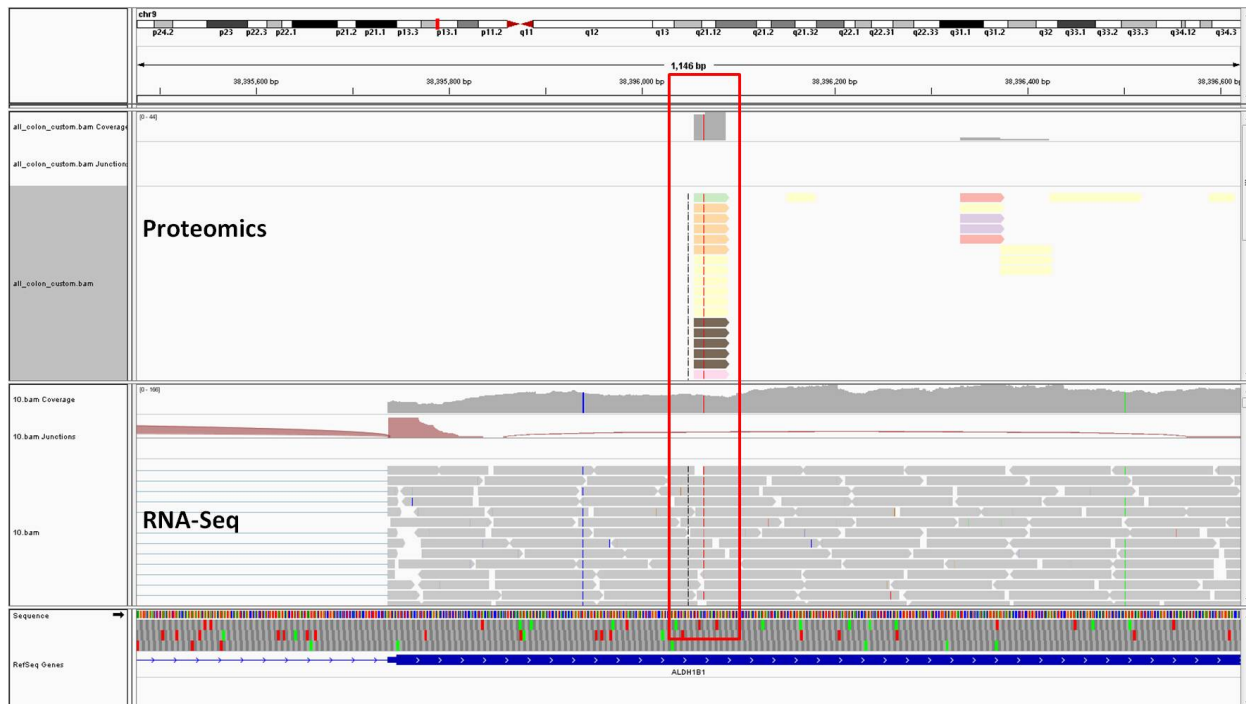 chr9
p24.2 p23 p22.3 p22.1 p21.2 p21.1 p13.3 p13.1 p11.2 q11 q12 q13 q21.12 q21.2 q21.32 q22.1 q22.31 q22.33 q31.1 q31.2 q32 q33.1 q33.2 q34.12 q34.3
1,146 bp
38,395,600 bp 38,395,800 bp 38,396,000 bp 38,396,200 bp 38,396,400 bp 38,396,600 bp
[0 - 44]
all_colon_custom.bam Coverage
all_colon_custom.bam Junctions
Proteomics
all_colon_custom.bam
[0 - 166]
10.bam Coverage
10.bam Junctions
RNA-Seq
10.bam
Sequence
RefSeq Genes
ALDH1B1